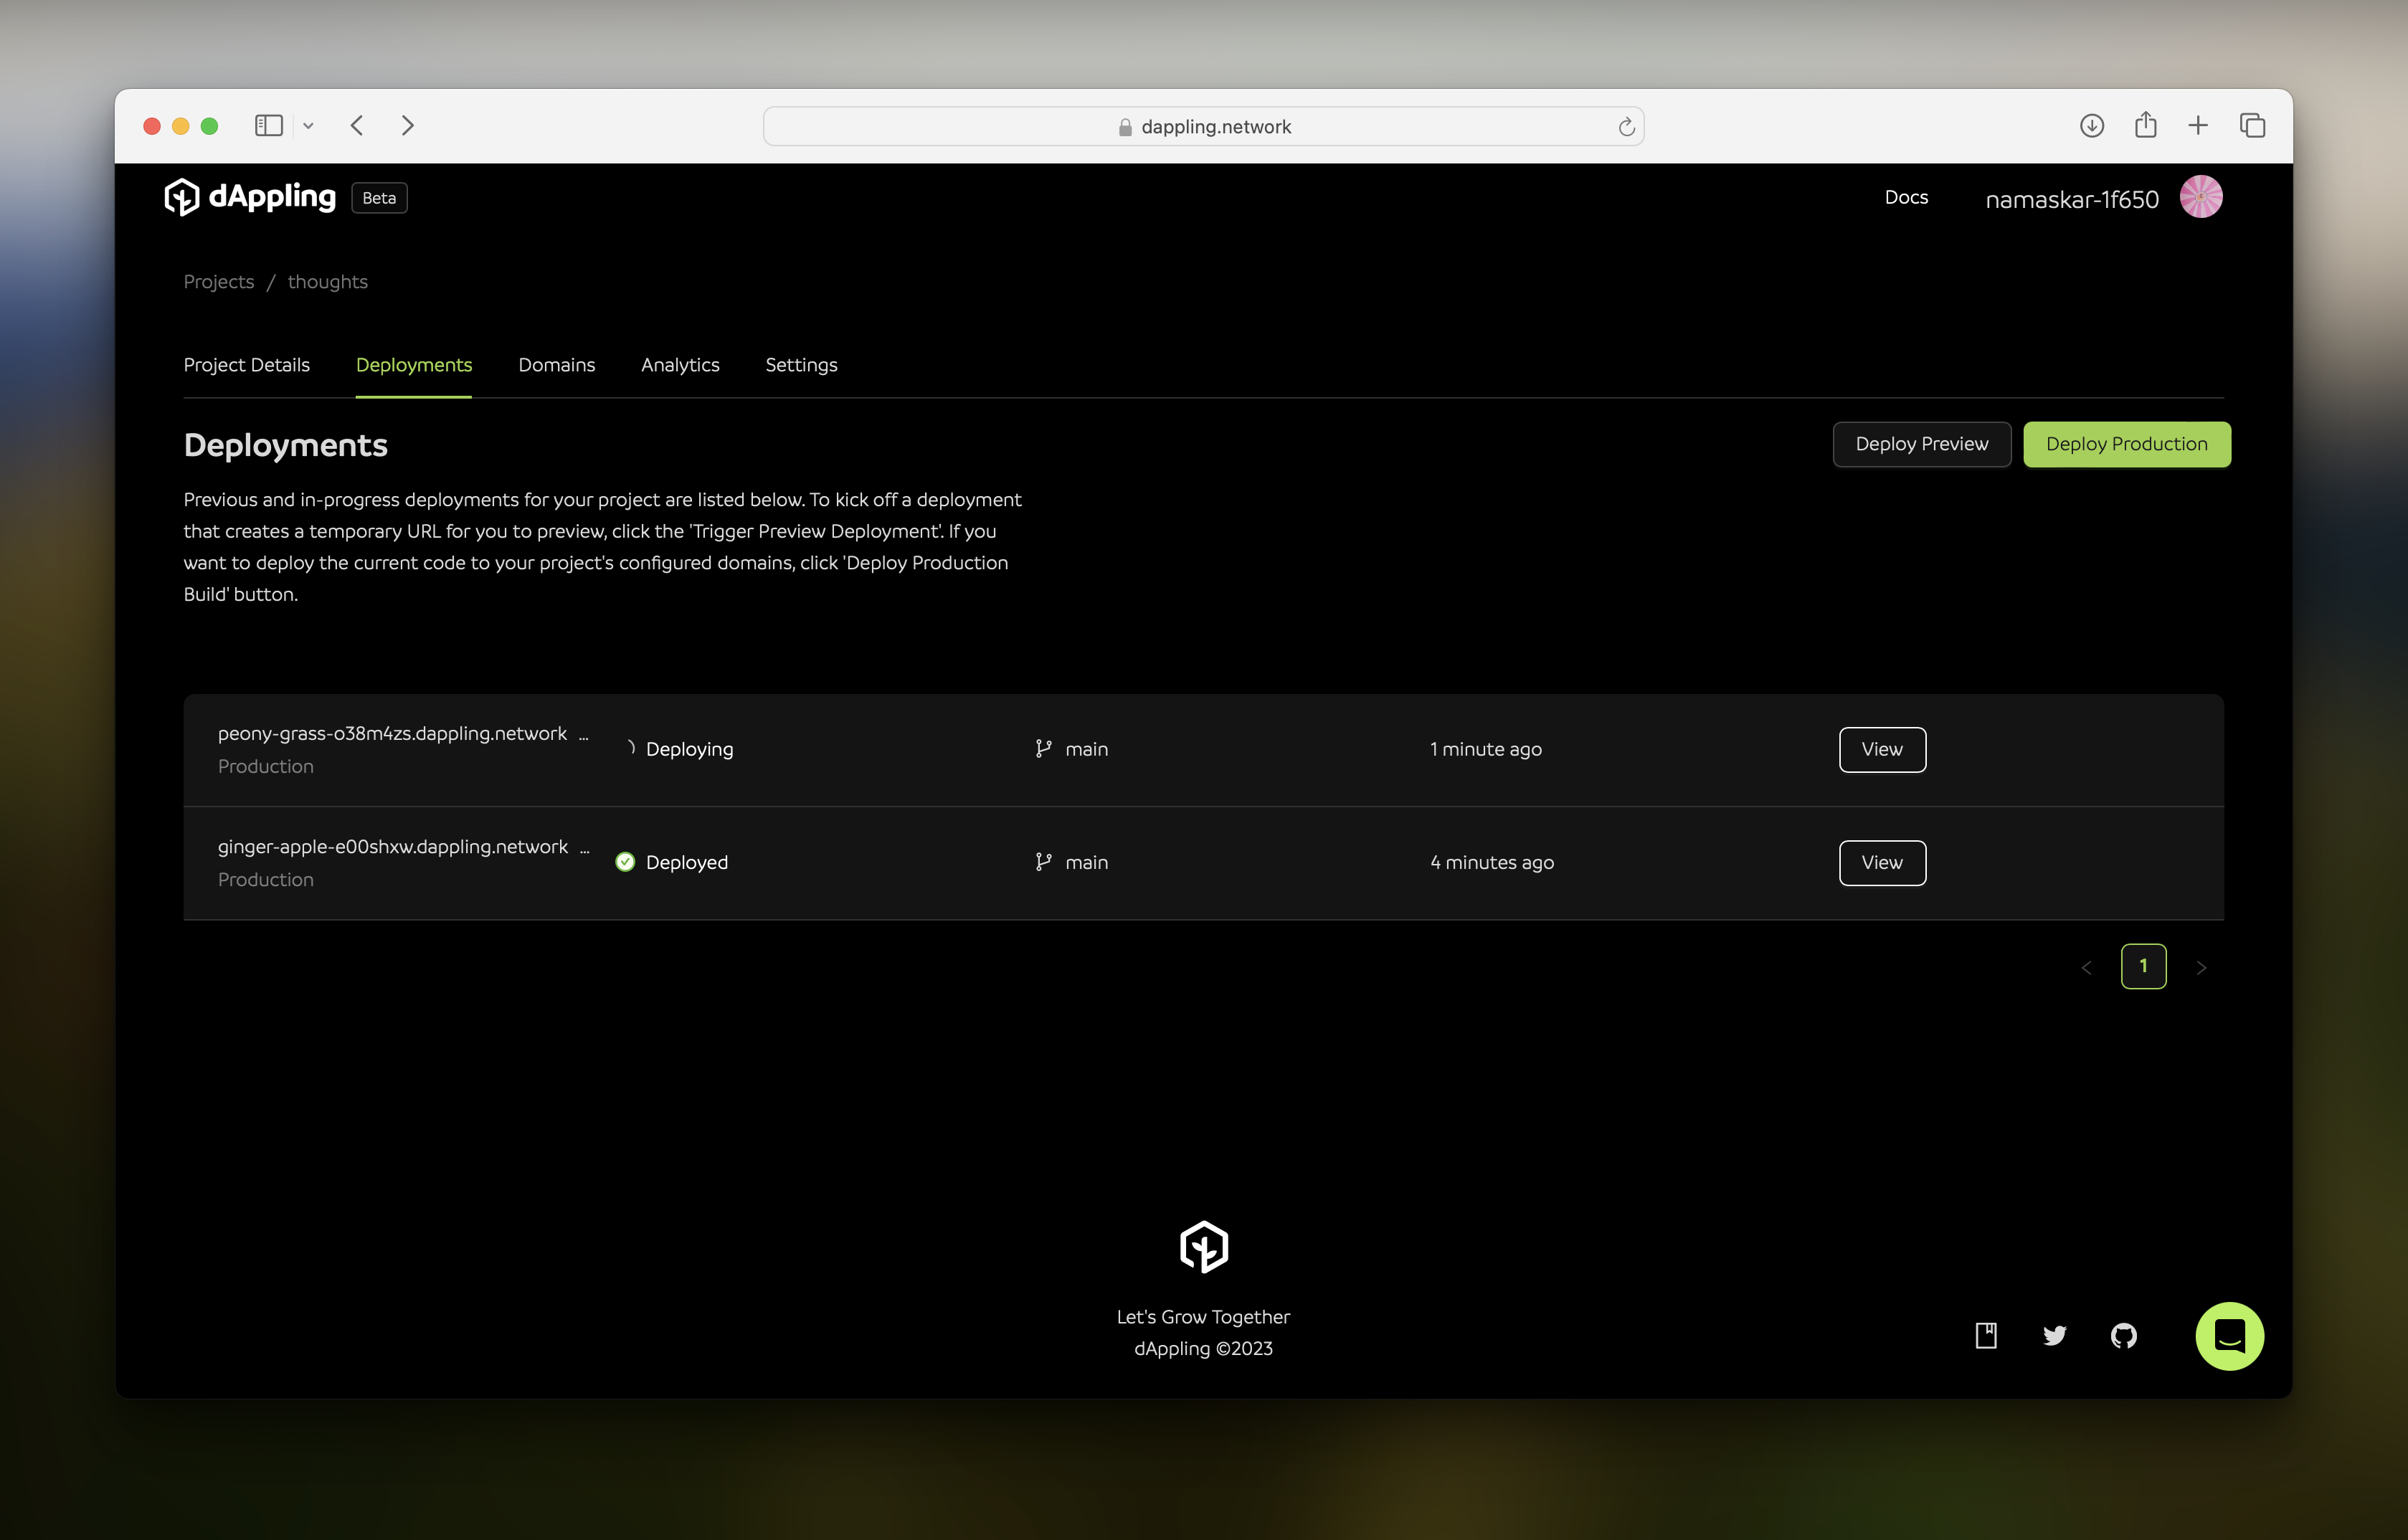 dappling.network
dAppling Beta
Docs
namaskar-1f650
Projects / thoughts
Project Details
Deployments
Domains
Analytics
Settings
Deployments
Deploy Preview
Deploy Production
Previous and in-progress deployments for your project are listed below. To kick off a deployment
that creates a temporary URL for you to preview, click the 'Trigger Preview Deployment'. If you
want to deploy the current code to your project's configured domains, click 'Deploy Production
Build' button.
peony-grass-o38m4zs.dappling.network ...
Production
Deploying
main
1 minute ago
View
ginger-apple-e00shxw.dappling.network ...
Production
Deployed
main
4 minutes ago
View
< 1 >
Let's Grow Together
dAppling ©2023